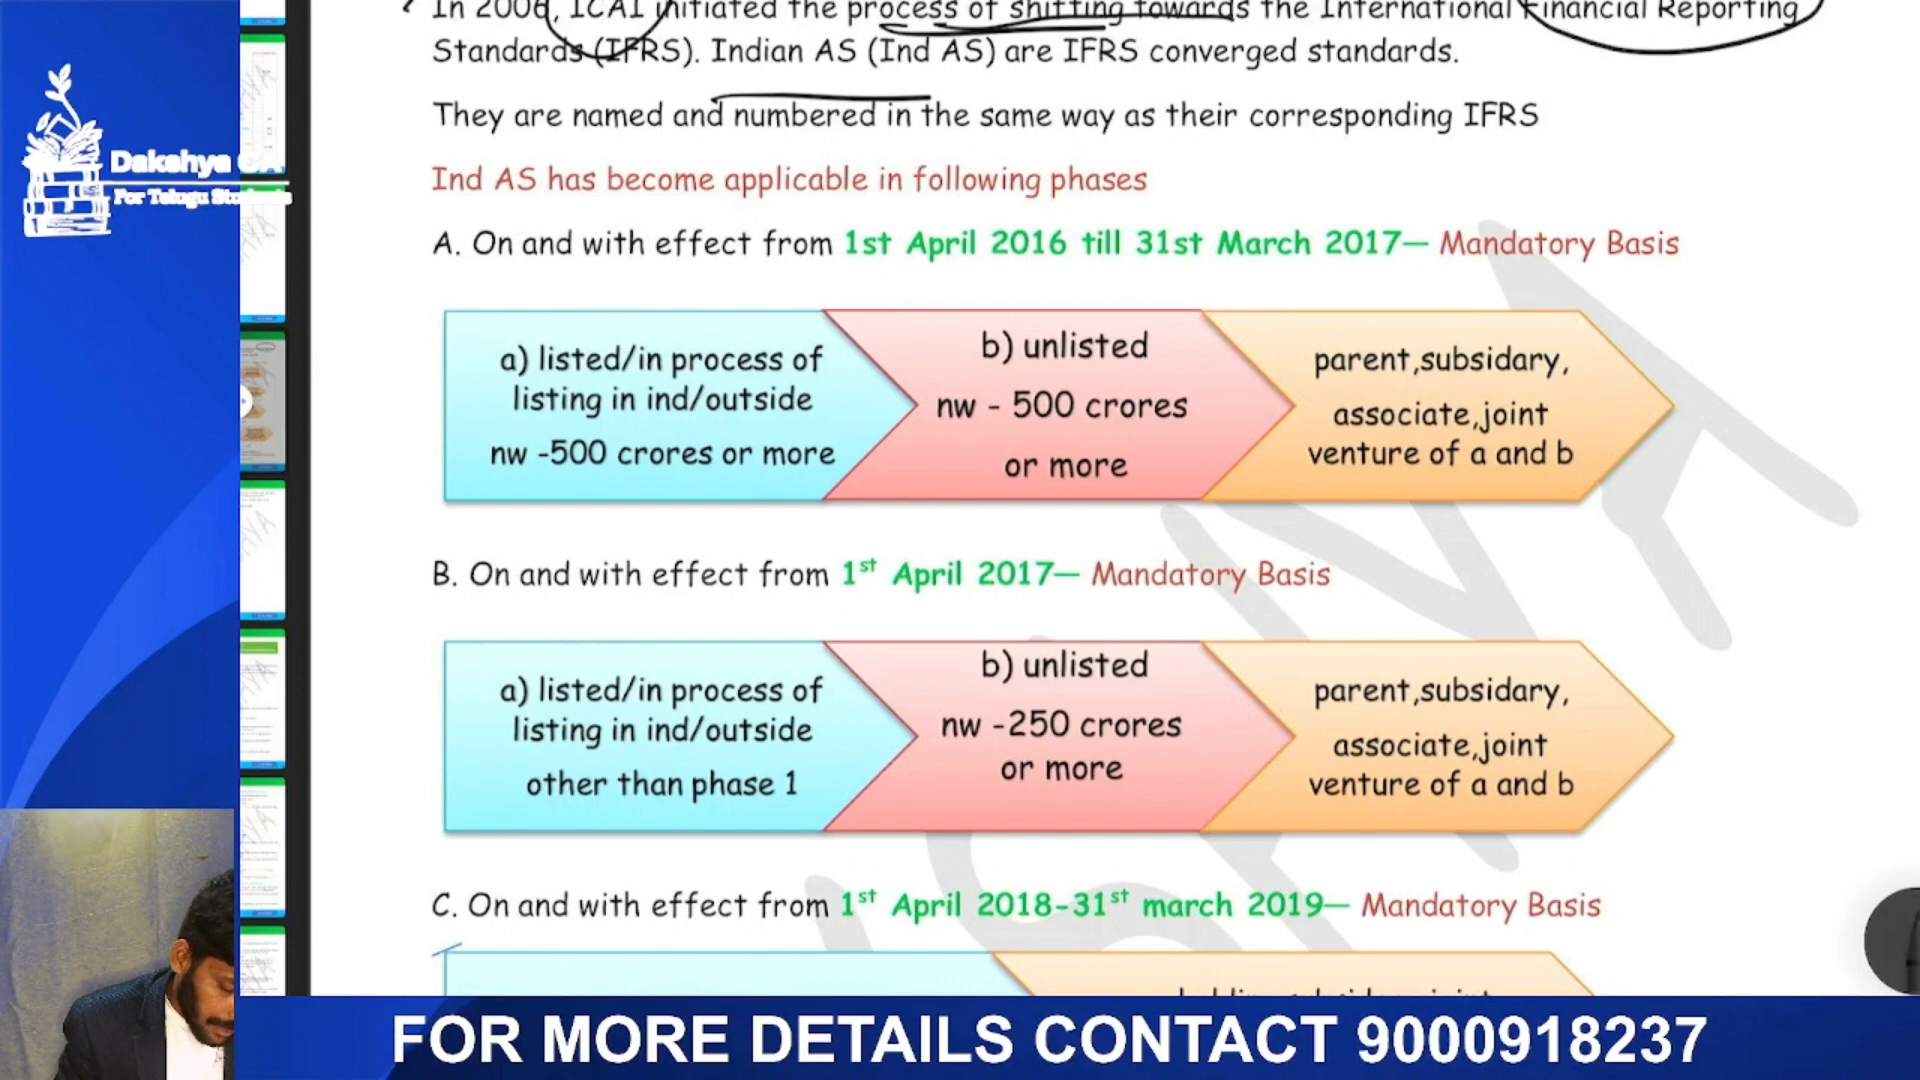 In 2006, ICAI initiated the process of shifting towards the International Financial Reporting
Standards (IFRS). Indian AS (Ind AS) are IFRS converged standards.
They are named and numbered in the same way as their corresponding IFRS
Dakshya CA
For Telugu Students
Ind AS has become applicable in following phases
A. On and with effect from 1st April 2016 till 31st March 2017— Mandatory Basis
a) listed/in process of
listing in ind/outside
nw -500 crores or more
b) unlisted
nw - 500 crores
or more
parent,subsidary,
associate,joint
venture of a and b
B. On and with effect from 1st April 2017— Mandatory Basis
a) listed/in process of
listing in ind/outside
other than phase 1
b) unlisted
nw -250 crores
or more
parent,subsidary,
associate,joint
venture of a and b
C. On and with effect from 1st April 2018-31st march 2019— Mandatory Basis
FOR MORE DETAILS CONTACT 9000918237